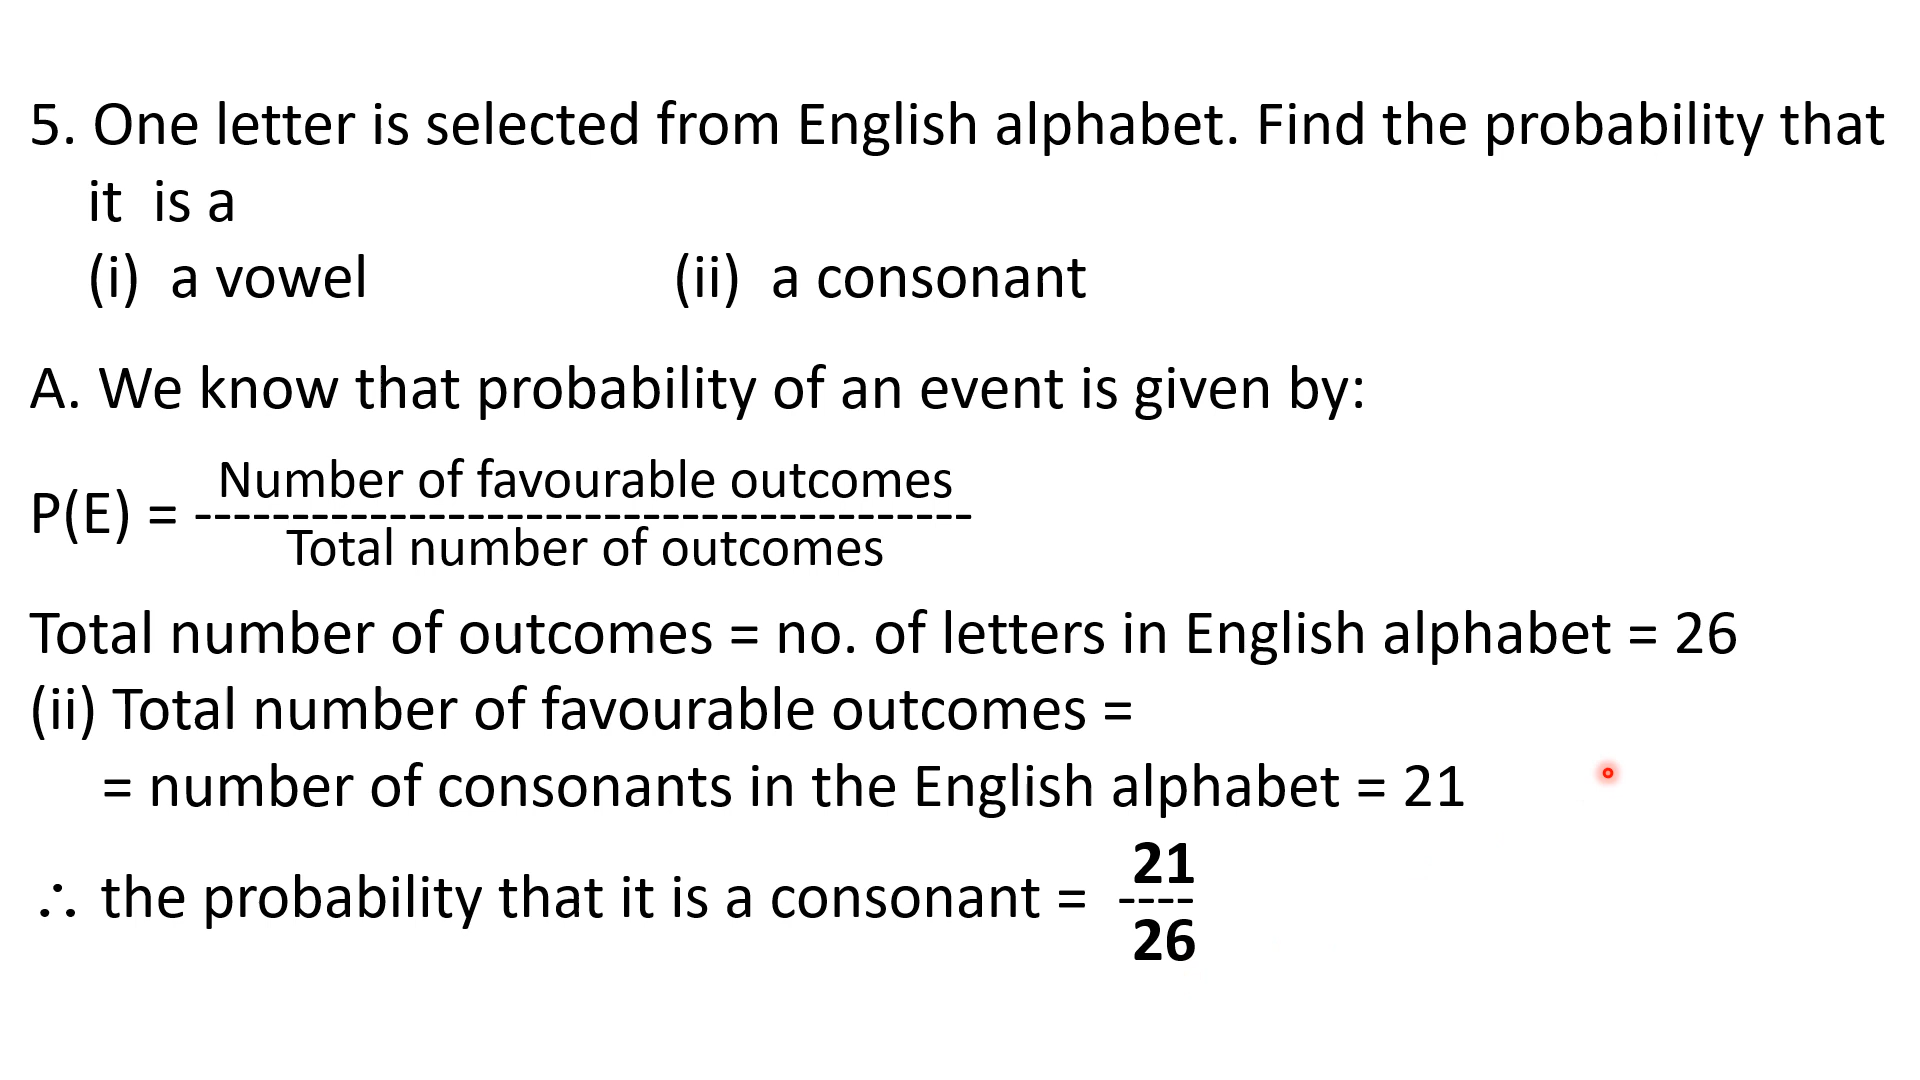 5. One letter is selected from English alphabet. Find the probability that
it  is a
(i)  a vowel (ii)  a consonant
A. We know that probability of an event is given by:
Number of favourable outcomes
P(E) = ----------------------------------------
Total number of outcomes
Total number of outcomes = no. of letters in English alphabet = 26
(ii) Total number of favourable outcomes =
= number of consonants in the English alphabet = 21
21
∴ the probability that it is a consonant = ----
26